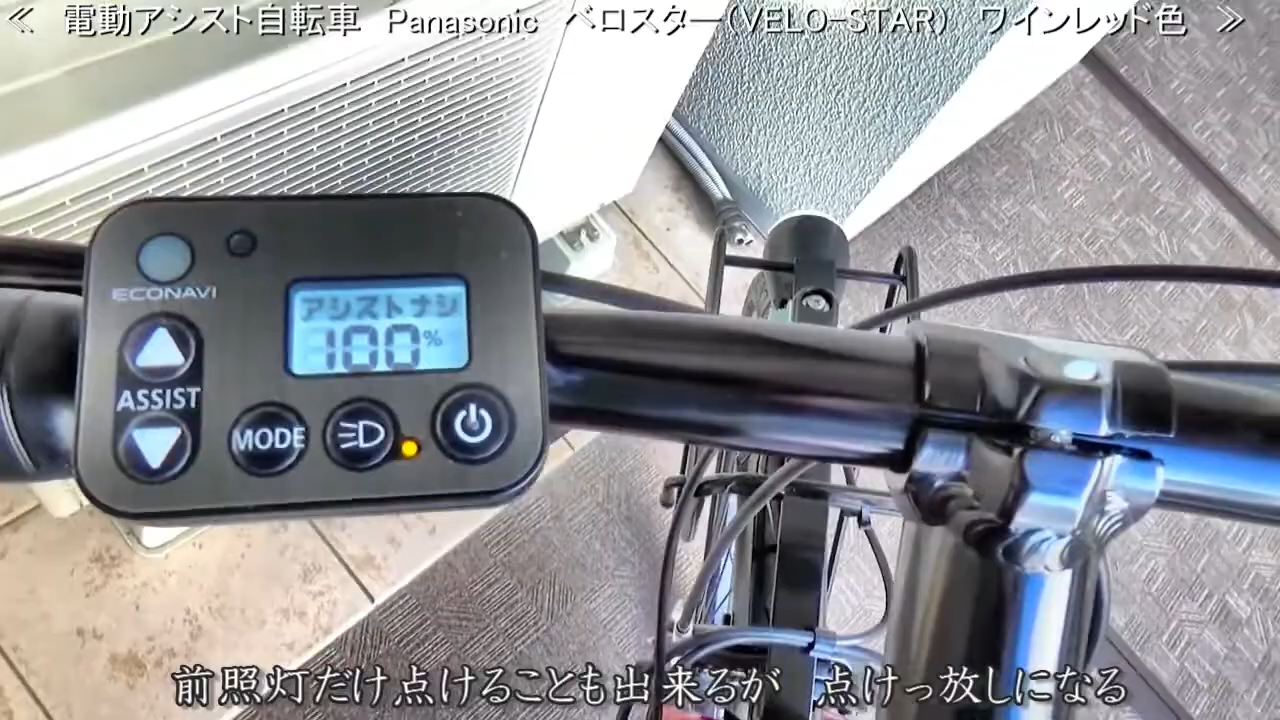 ≪　電動アシスト自転車　Panasonic　ベロスター(VELO-STAR)　ワインレッド色　≫
ECONAVI
アシストナシ
100%
ASSIST
MODE
前照灯だけ点けることも出来るが　点けっ放しになる